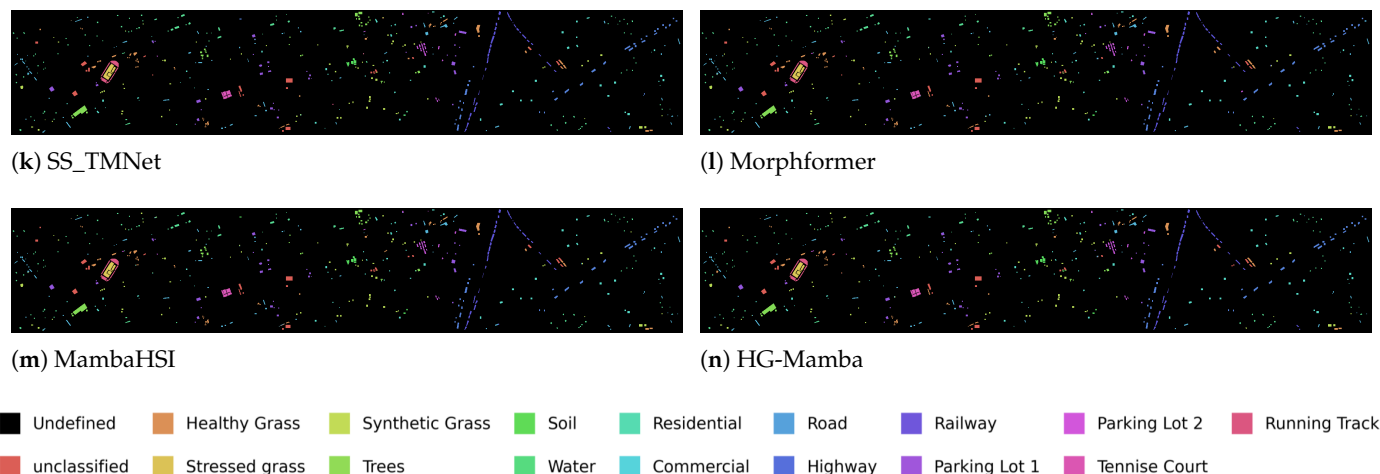 (k) SS_TMNet
(l) Morphformer
(m) MambaHSI
(n) HG-Mamba
Undefined Healthy Grass Synthetic Grass Soil Residential Road Railway Parking Lot 2 Running Track
unclassified Stressed grass Trees Water Commercial Highway Parking Lot 1 Tennise Court